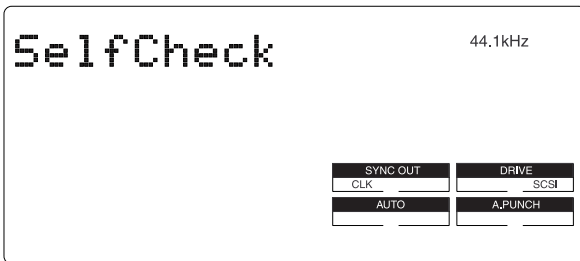 SelfCheck
44.1kHz
SYNC OUT DRIVE
CLK SCSI
AUTO A.PUNCH